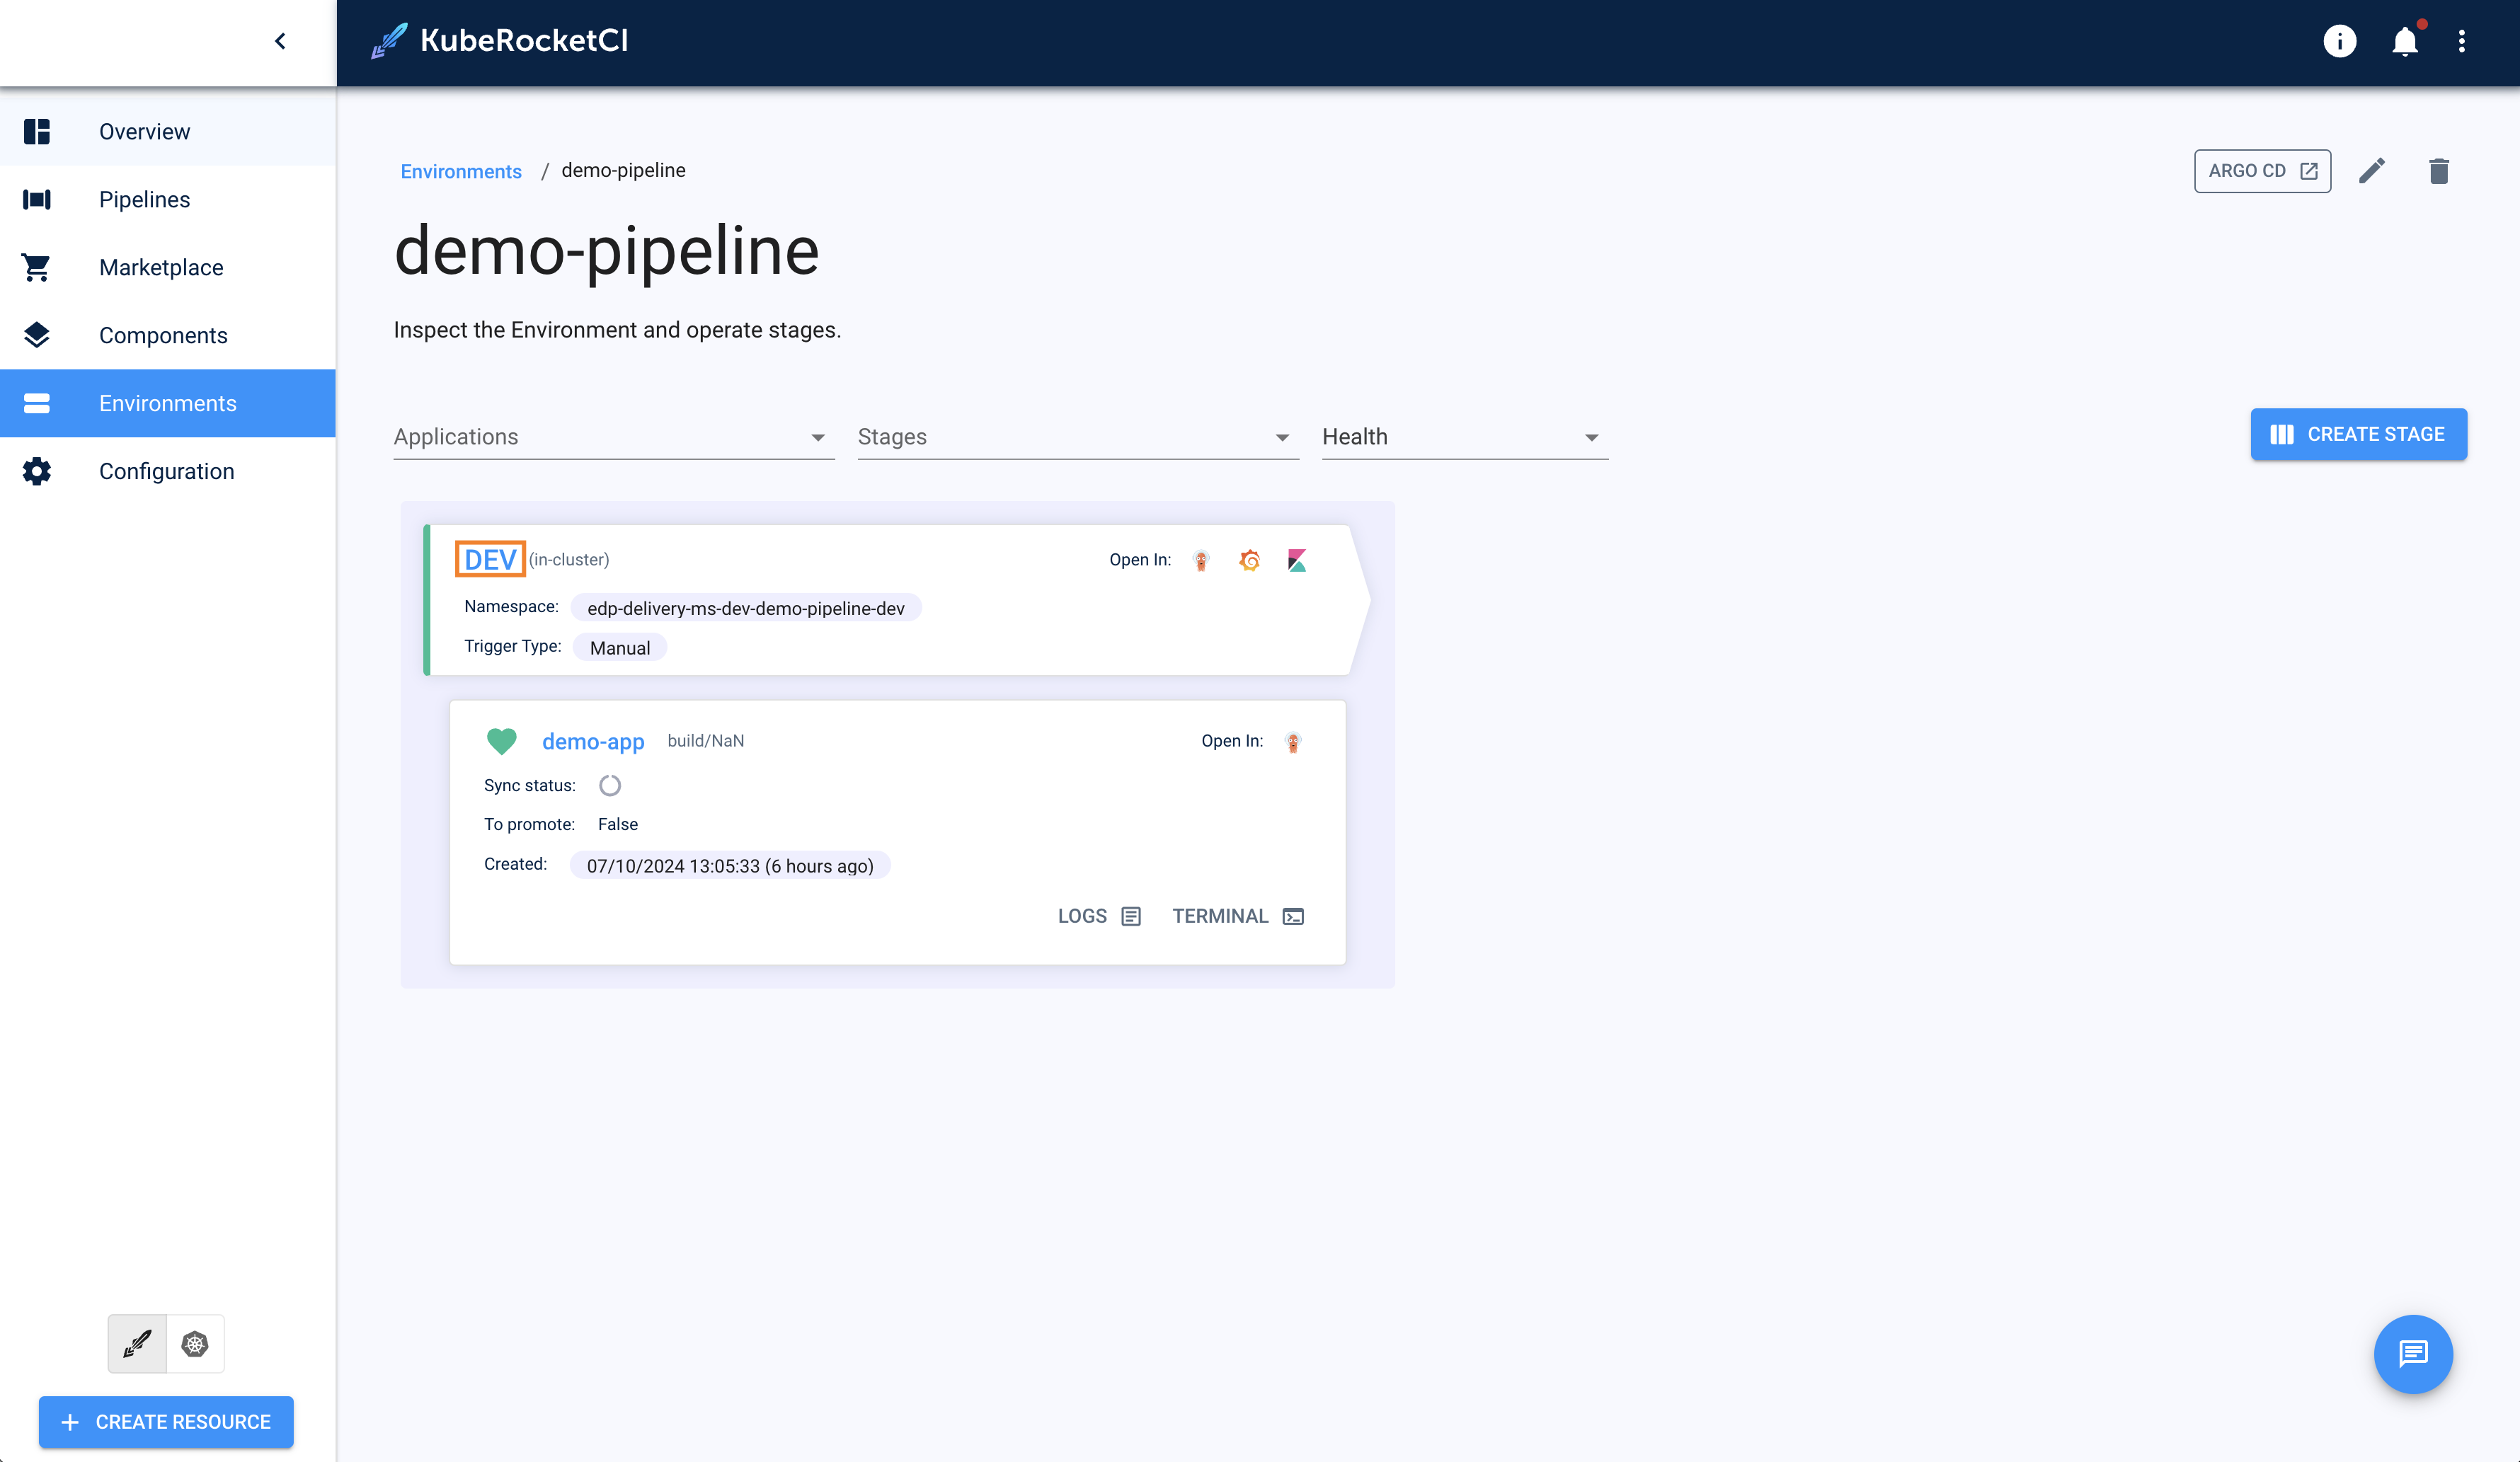 KubeRocketCI
Overview
Pipelines
Marketplace
Components
Environments
Configuration
CREATE RESOURCE
Environments / demo-pipeline
ARGO CD
demo-pipeline
Inspect the Environment and operate stages.
Applications
Stages
Health
CREATE STAGE
DEV (in-cluster)
Open In:
Namespace: edp-delivery-ms-dev-demo-pipeline-dev
Trigger Type: Manual
demo-app build/NaN
Open In:
Sync status:
To promote: False
Created: 07/10/2024 13:05:33 (6 hours ago)
LOGS
TERMINAL